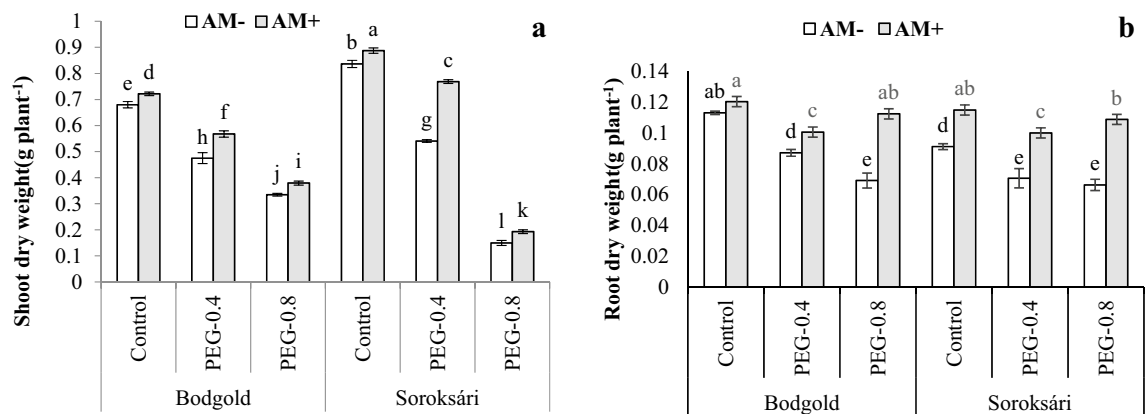 AM- AM+
a
Shoot dry weight(g plant⁻¹)
1
0.9
0.8
0.7
0.6
0.5
0.4
0.3
0.2
0.1
0
e d h f j i b a g c l k
Control PEG-0.4 PEG-0.8 Control PEG-0.4 PEG-0.8
Bodgold Soroksári
AM- AM+
b
Root dry weight(g plant⁻¹)
0.14
0.12
0.1
0.08
0.06
0.04
0.02
0
ab a d c e ab d ab e c e b
Control PEG-0.4 PEG-0.8 Control PEG-0.4 PEG-0.8
Bodgold Soroksári